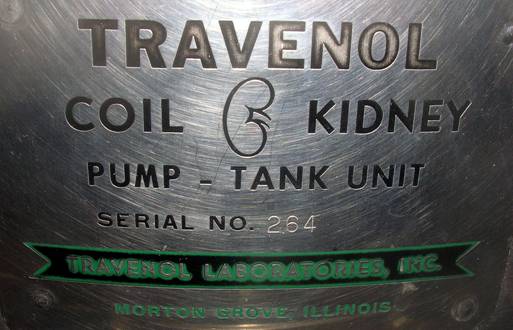 TRAVENOL
COIL KIDNEY
PUMP - TANK UNIT
SERIAL NO. 264
TRAVENOL LABORATORIES, INC.
MORTON GROVE, ILLINOIS